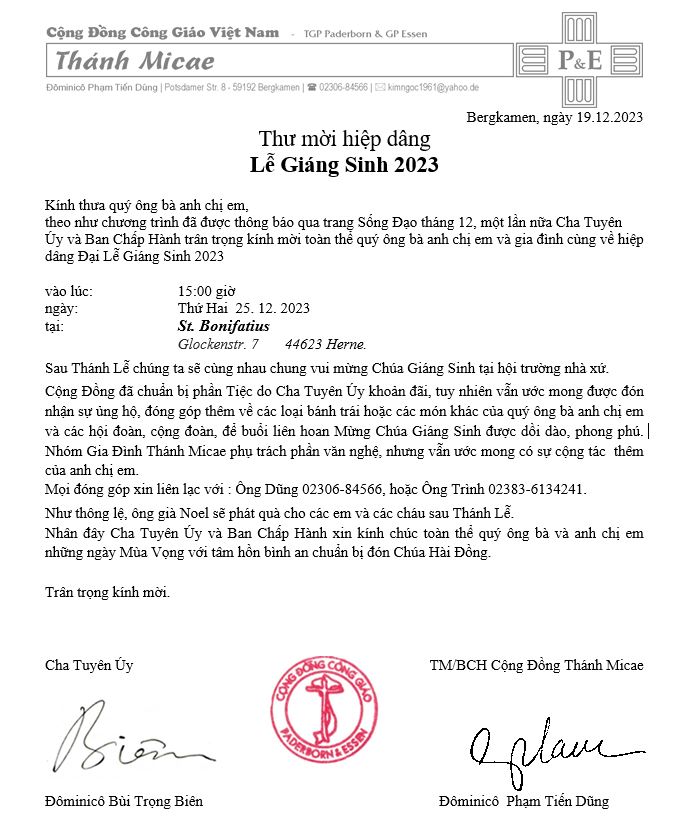 Cộng Đồng Công Giáo Việt Nam - TGP Paderborn & GP Essen
Thánh Micae
P&E
Đôminicô Phạm Tiến Dũng | Potsdamer Str. 8 - 59192 Bergkamen | ☎ 02306-84566 | ✉ kimngoc1961@yahoo.de
Bergkamen, ngày 19.12.2023
Thư mời hiệp dâng
Lễ Giáng Sinh 2023
Kính thưa quý ông bà anh chị em,
theo như chương trình đã được thông báo qua trang Sống Đạo tháng 12, một lần nữa Cha Tuyên
Úy và Ban Chấp Hành trân trọng kính mời toàn thể quý ông bà anh chị em và gia đình cùng về hiệp
dâng Đại Lễ Giáng Sinh 2023
vào lúc: 15:00 giờ
ngày: Thứ Hai 25. 12. 2023
tại: St. Bonifatius
Glockenstr. 7 44623 Herne.
Sau Thánh Lễ chúng ta sẽ cùng nhau chung vui mừng Chúa Giáng Sinh tại hội trường nhà xứ.
Cộng Đồng đã chuẩn bị phần Tiệc do Cha Tuyên Úy khoản đãi, tuy nhiên vẫn ước mong được đón
nhận sự ủng hộ, đóng góp thêm về các loại bánh trái hoặc các món khác của quý ông bà anh chị em
và các hội đoàn, cộng đoàn, để buổi liên hoan Mừng Chúa Giáng Sinh được dồi dào, phong phú.
Nhóm Gia Đình Thánh Micae phụ trách phần văn nghệ, nhưng vẫn ước mong có sự cộng tác thêm
của anh chị em.
Mọi đóng góp xin liên lạc với : Ông Dũng 02306-84566, hoặc Ông Trình 02383-6134241.
Như thông lệ, ông già Noel sẽ phát quà cho các em và các cháu sau Thánh Lễ.
Nhân đây Cha Tuyên Úy và Ban Chấp Hành xin kính chúc toàn thể quý ông bà và anh chị em
những ngày Mùa Vọng với tâm hồn bình an chuẩn bị đón Chúa Hài Đồng.
Trân trọng kính mời.
Cha Tuyên Úy TM/BCH Cộng Đồng Thánh Micae
CỘNG ĐỒNG CÔNG GIÁO
PADERBORN & ESSEN
Biên
Đôminicô Bùi Trọng Biên Đôminicô Phạm Tiến Dũng